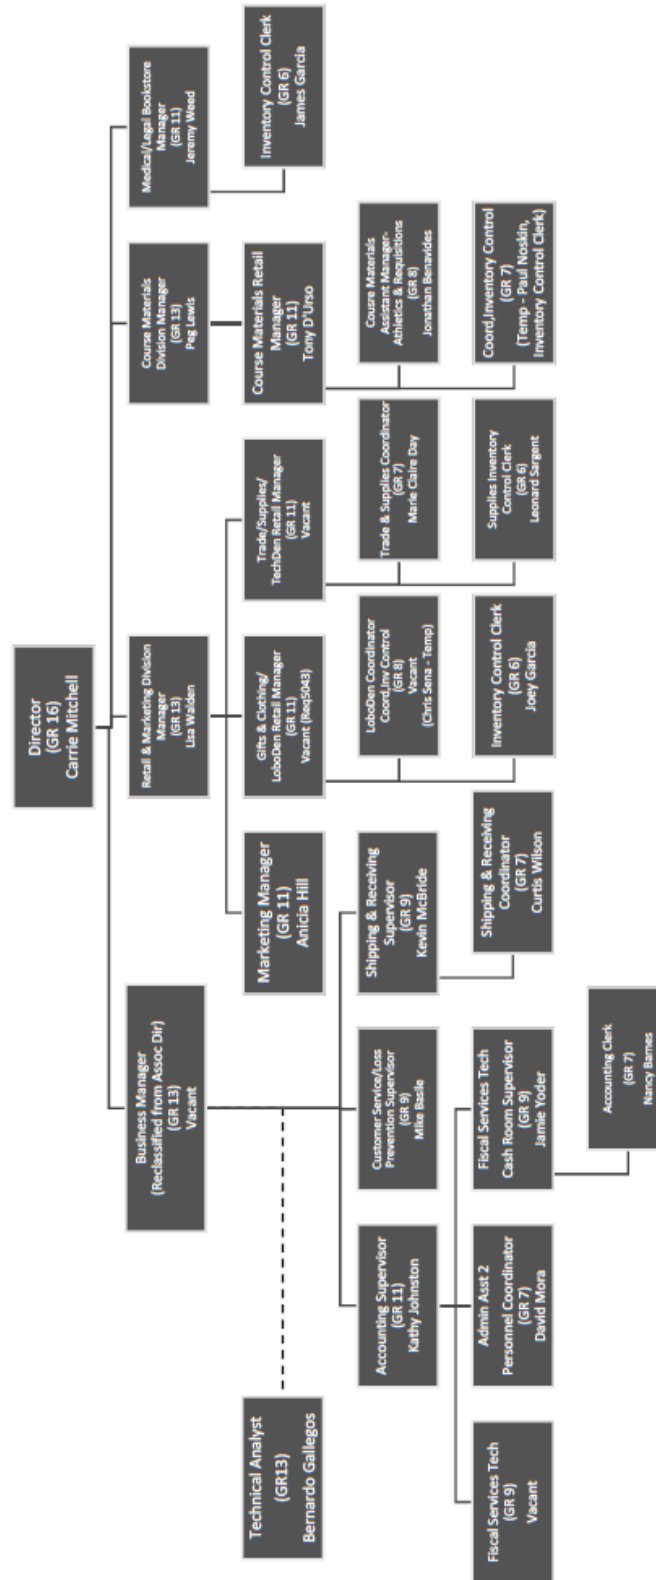 Director
(GR 16)
Carrie Mitchell
Business Manager
(Reclassified from Assoc Dir)
(GR 13)
Vacant
Retail & Marketing Division
Manager
(GR 13)
Lisa Walden
Course Materials
Division Manager
(GR 13)
Peg Lewis
Medical/Legal Bookstore
Manager
(GR 11)
Jeremy Weed
Technical Analyst
(GR13)
Bernardo Gallegos
Marketing Manager
(GR 11)
Anicia Hill
Gifts & Clothing/
LoboDen Retail Manager
(GR 11)
Vacant (Req5043)
Trade/Supplies/
TechDen Retail Manager
(GR 11)
Vacant
Course Materials Retail
Manager
(GR 11)
Tony D'Urso
Inventory Control Clerk
(GR 6)
James Garcia
Accounting Supervisor
(GR 11)
Kathy Johnston
Customer Service/Loss
Prevention Supervisor
(GR 9)
Mike Basile
Shipping & Receiving
Supervisor
(GR 9)
Kevin McBride
LoboDen Coordinator
Coord,Inv Control
(GR 8)
Vacant
(Chris Sena - Temp)
Trade & Supplies Coordinator
(GR 7)
Marie Claire Day
Cousre Materials
Assistant Manager-
Athletics & Requisitions
(GR 8)
Jonathan Benavides
Fiscal Services Tech
(GR 9)
Vacant
Admin Asst 2
Personnel Coordinator
(GR 7)
David Mora
Fiscal Services Tech
Cash Room Supervisor
(GR 9)
Jamie Yoder
Shipping & Receiving
Coordinator
(GR 7)
Curtis Wilson
Inventory Control Clerk
(GR 6)
Joey Garcia
Supplies Inventory
Control Clerk
(GR 6)
Leonard Sargent
Coord,Inventory Control
(GR 7)
(Temp - Paul Noskin,
Inventory Control Clerk)
Accounting Clerk
(GR 7)
Nancy Barnes